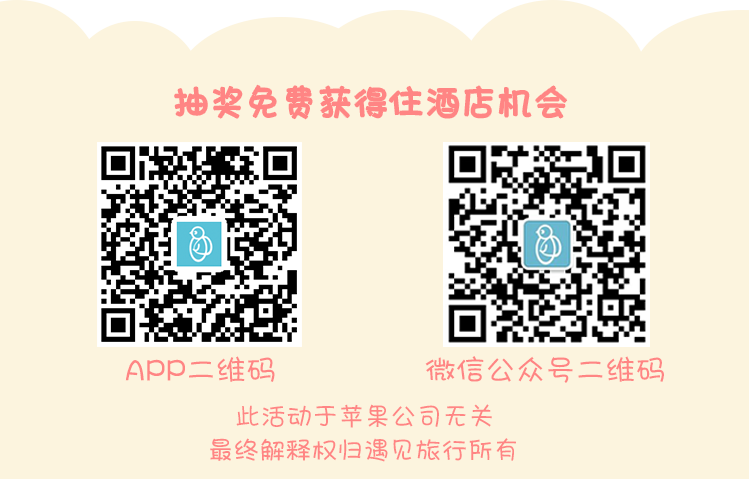 抽奖免费获得住酒店机会
APP二维码
微信公众号二维码
此活动于苹果公司无关
最终解释权归遇见旅行所有